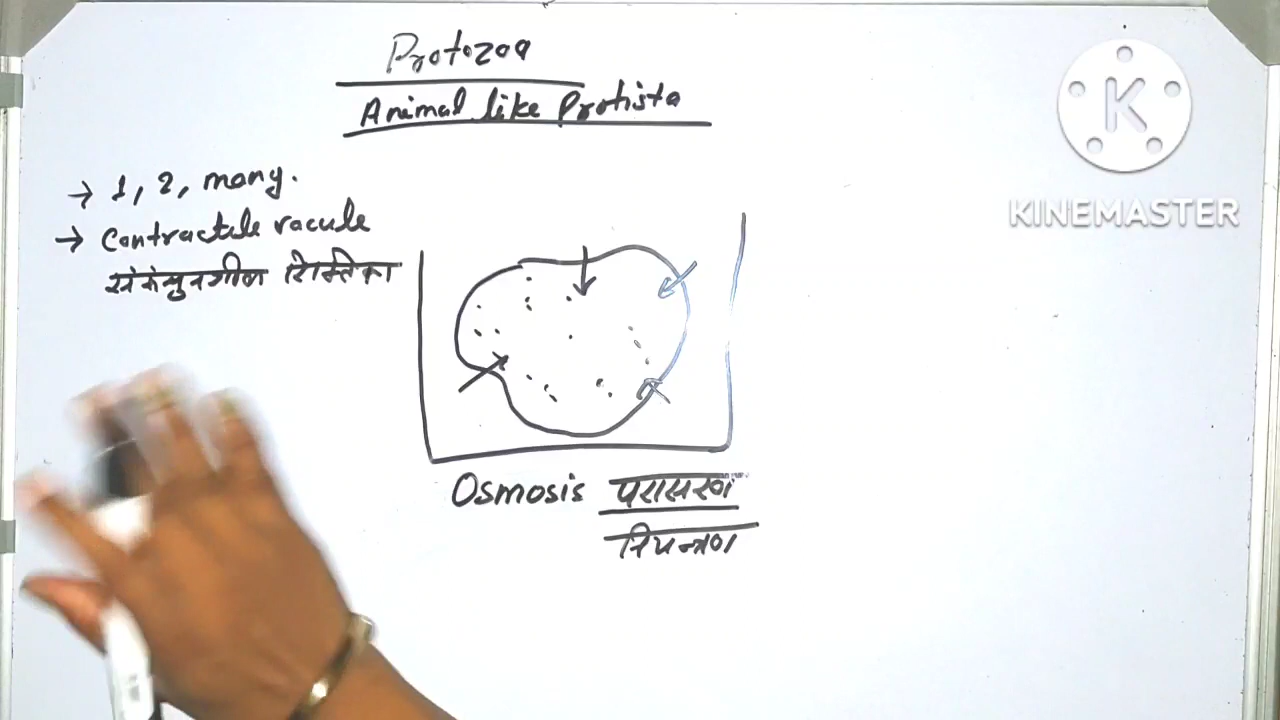 Protozoa
Animal like Protista
→ 1, 2, many.
→ Contractile vacule
संकुचनशील रिक्तिका
Osmosis परासरण
नियन्त्रण
K
KINEMASTER